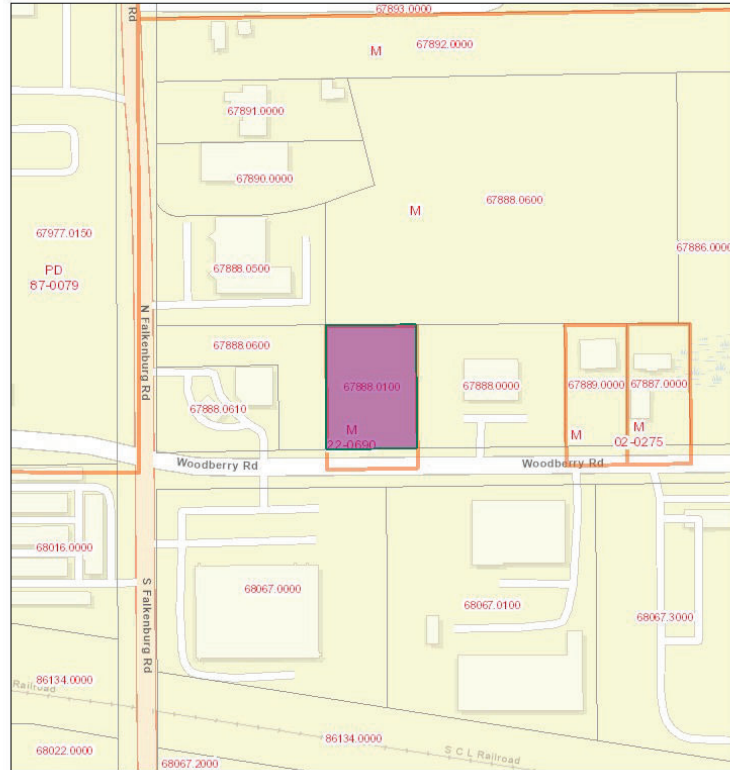 Rd
67893.0000
M
67892.0000
67891.0000
67890.0000
M
67888.0600
67977.0150
67886.0000
PD
87-0079
67888.0500
N Falkenburg Rd
67888.0600
67888.0100
67888.0000
67889.0000
67887.0000
67888.0610
M
22-0690
M
M
02-0275
Woodberry Rd
Woodberry Rd
68016.0000
68067.0000
68067.0100
68067.3000
S Falkenburg Rd
86134.0000
Railroad
86134.0000
S C L Railroad
68022.0000
68067.2000